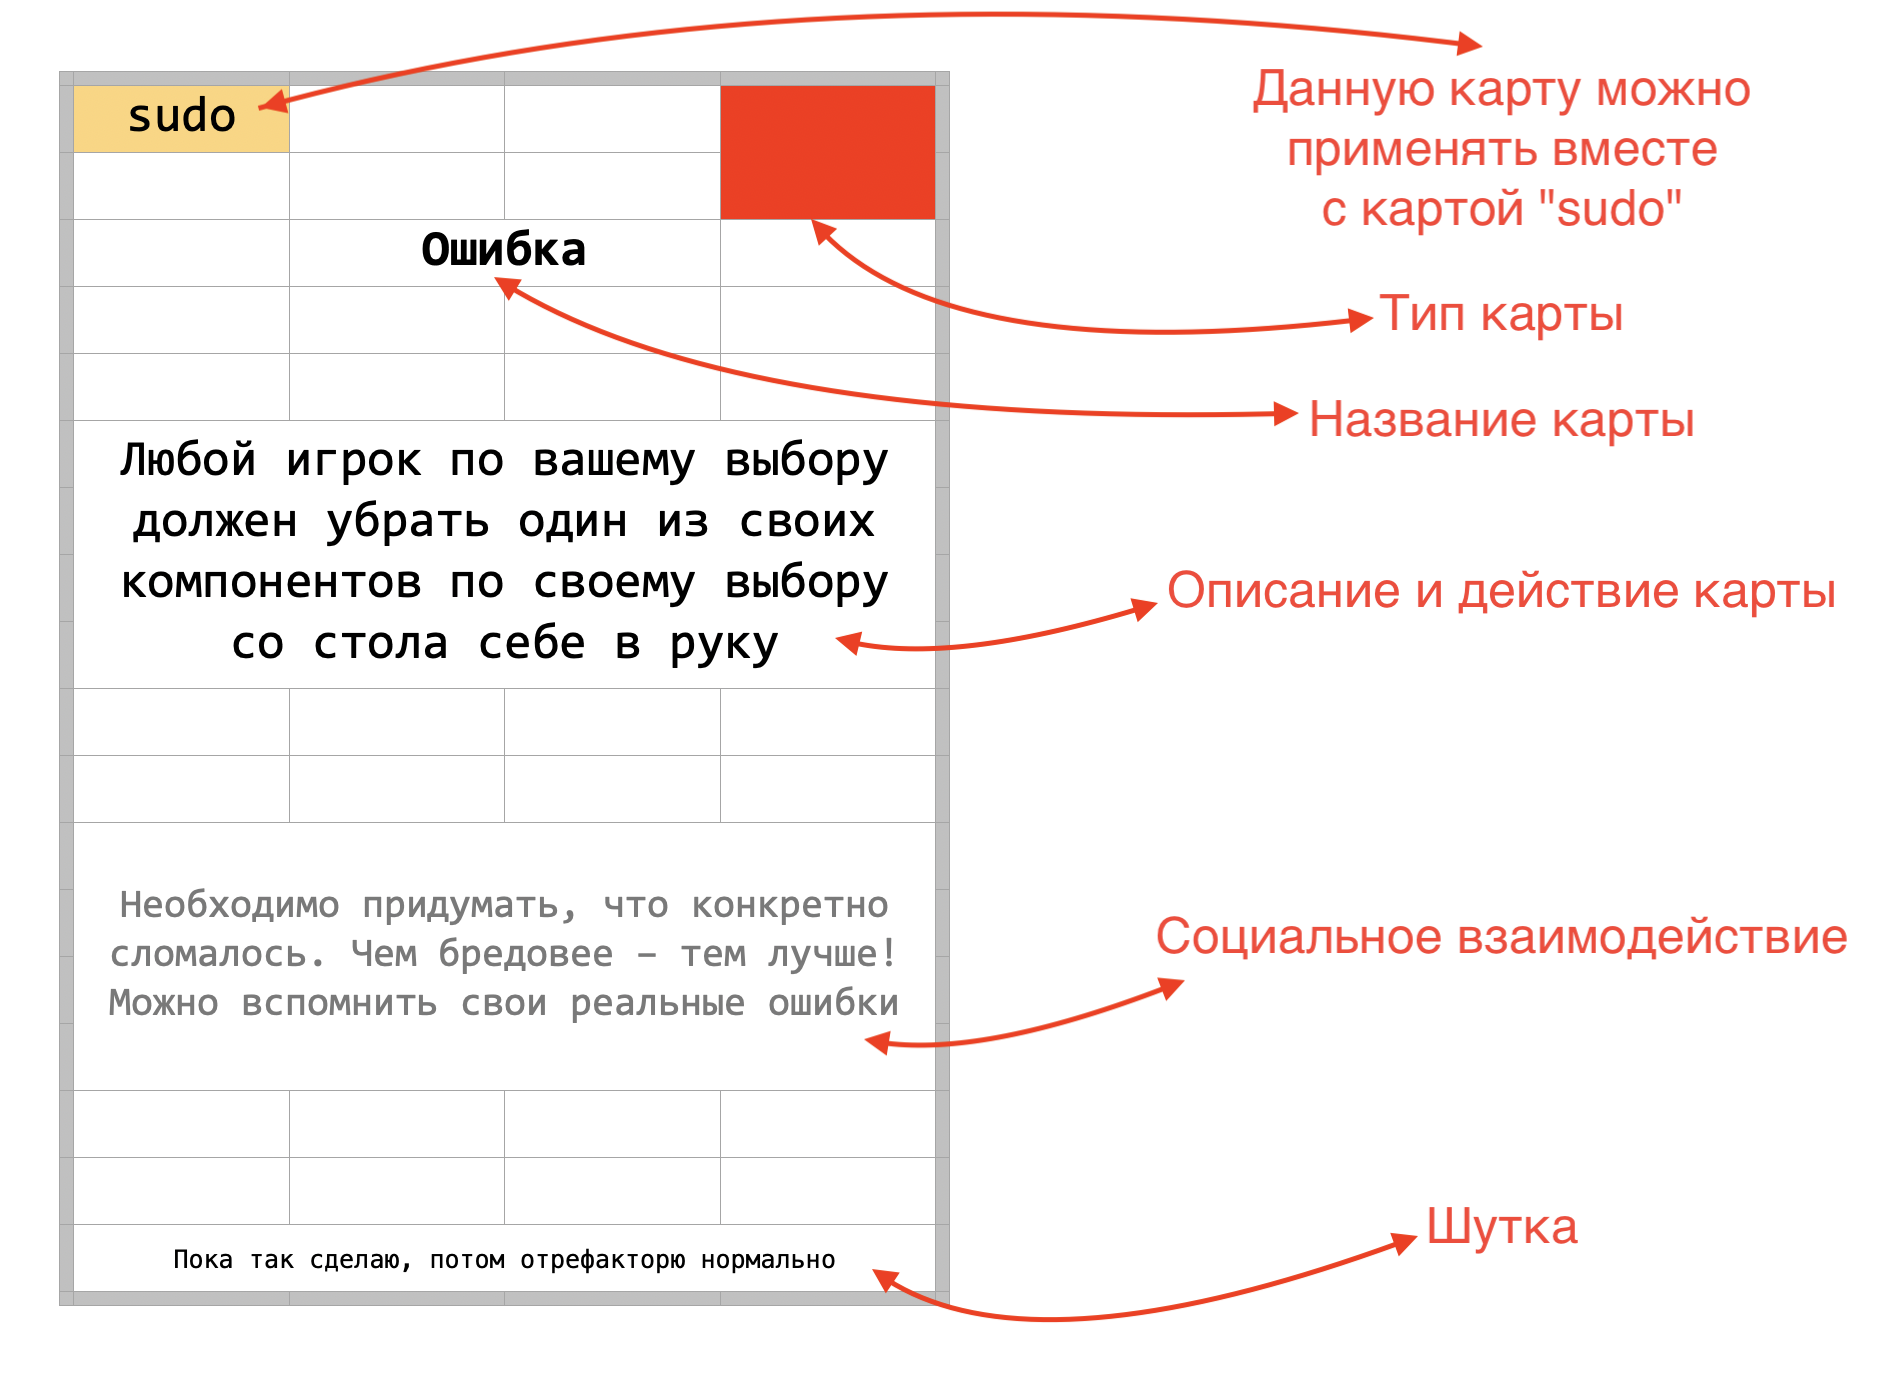 sudo
Ошибка
Любой игрок по вашему выбору
должен убрать один из своих
компонентов по своему выбору
со стола себе в руку
Необходимо придумать, что конкретно
сломалось. Чем бредовее – тем лучше!
Можно вспомнить свои реальные ошибки
Пока так сделаю, потом отрефакторю нормально
Данную карту можно
применять вместе
с картой "sudo"
Тип карты
Название карты
Описание и действие карты
Социальное взаимодействие
Шутка